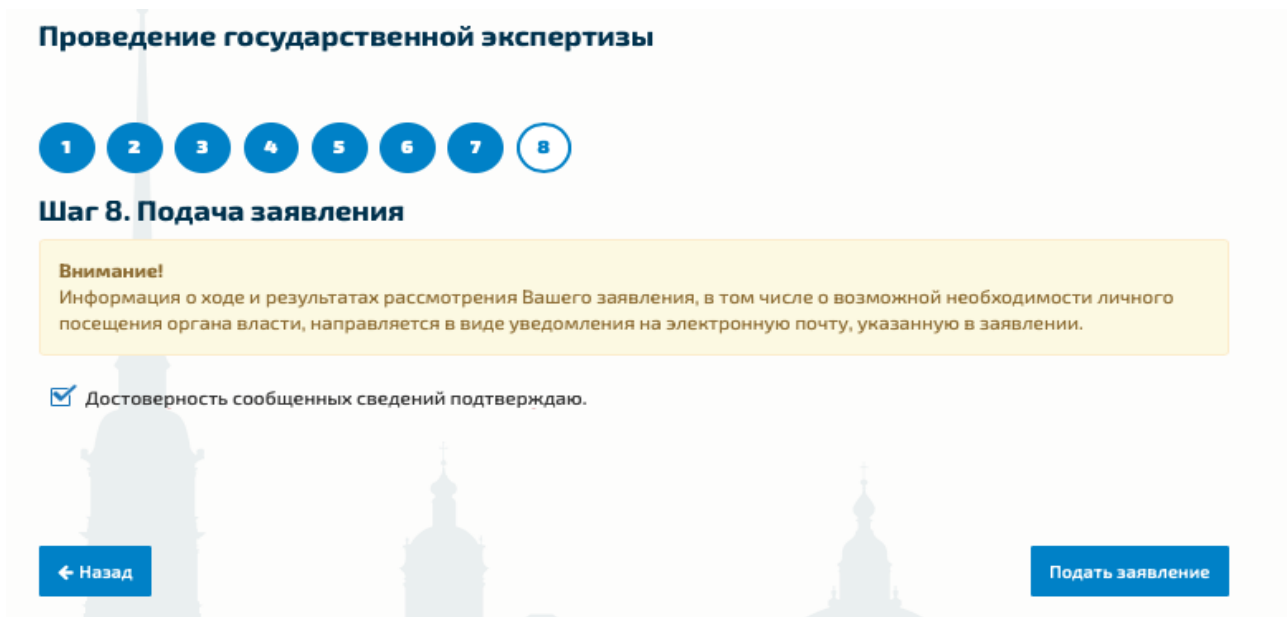 Проведение государственной экспертизы
1 2 3 4 5 6 7 8
Шаг 8. Подача заявления
Внимание!
Информация о ходе и результатах рассмотрения Вашего заявления, в том числе о возможной необходимости личного
посещения органа власти, направляется в виде уведомления на электронную почту, указанную в заявлении.
Достоверность сообщенных сведений подтверждаю.
← Назад
Подать заявление